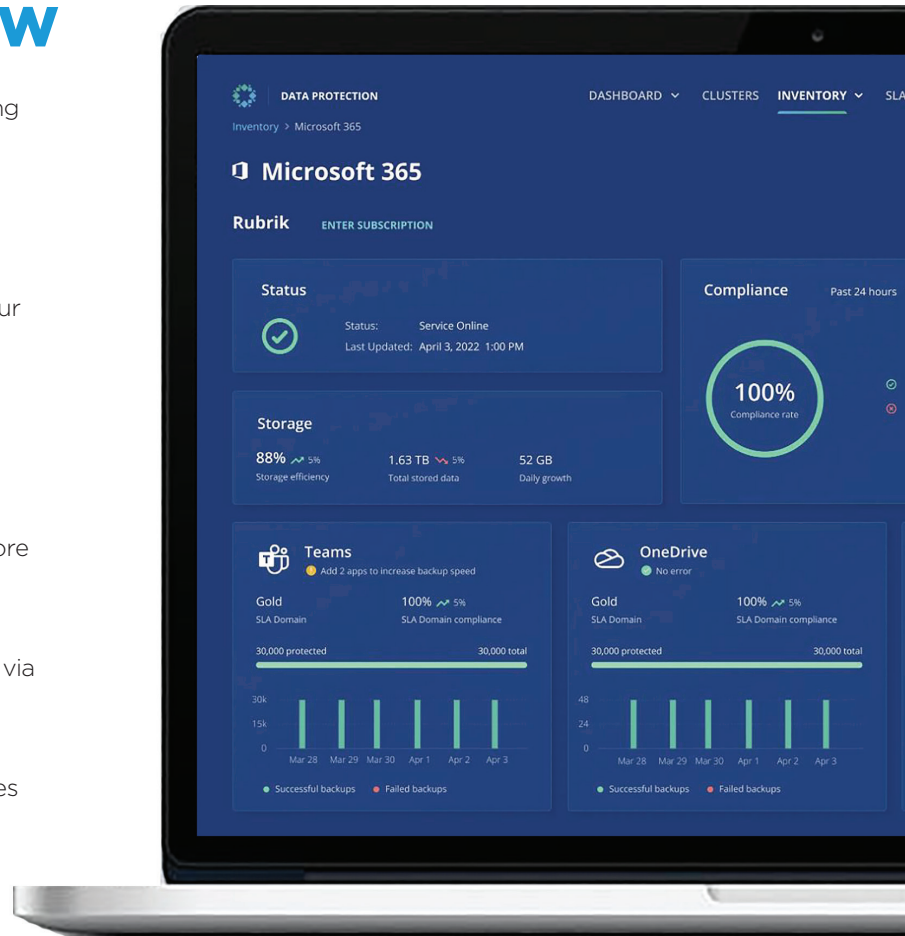 w
ng
ur
ore
via
es
DATA PROTECTION
DASHBOARD
CLUSTERS
INVENTORY
SLA
Inventory > Microsoft 365
Microsoft 365
Rubrik
ENTER SUBSCRIPTION
Status
Status: Service Online
Last Updated: April 3, 2022 1:00 PM
Compliance
Past 24 hours
100%
Compliance rate
Storage
88% 5%
Storage efficiency
1.63 TB 5%
Total stored data
52 GB
Daily growth
Teams
Add 2 apps to increase backup speed
Gold
SLA Domain
100% 5%
SLA Domain compliance
30,000 protected
30,000 total
30k
15k
0
Mar 28 Mar 29 Mar 30 Apr 1 Apr 2 Apr 3
Successful backups
Failed backups
OneDrive
No error
Gold
SLA Domain
100% 5%
SLA Domain compliance
30,000 protected
30,000 total
48
24
0
Mar 28 Mar 29 Mar 30 Apr 1 Apr 2 Apr 3
Successful backups
Failed backups